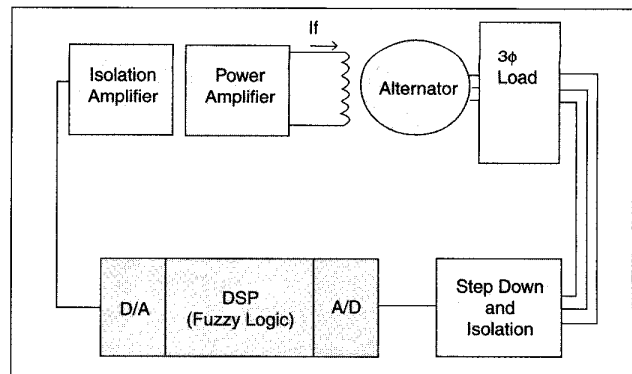 If
Isolation
Amplifier
Power
Amplifier
Alternator
3ϕ
Load
D/A
DSP
(Fuzzy Logic)
A/D
Step Down
and
Isolation